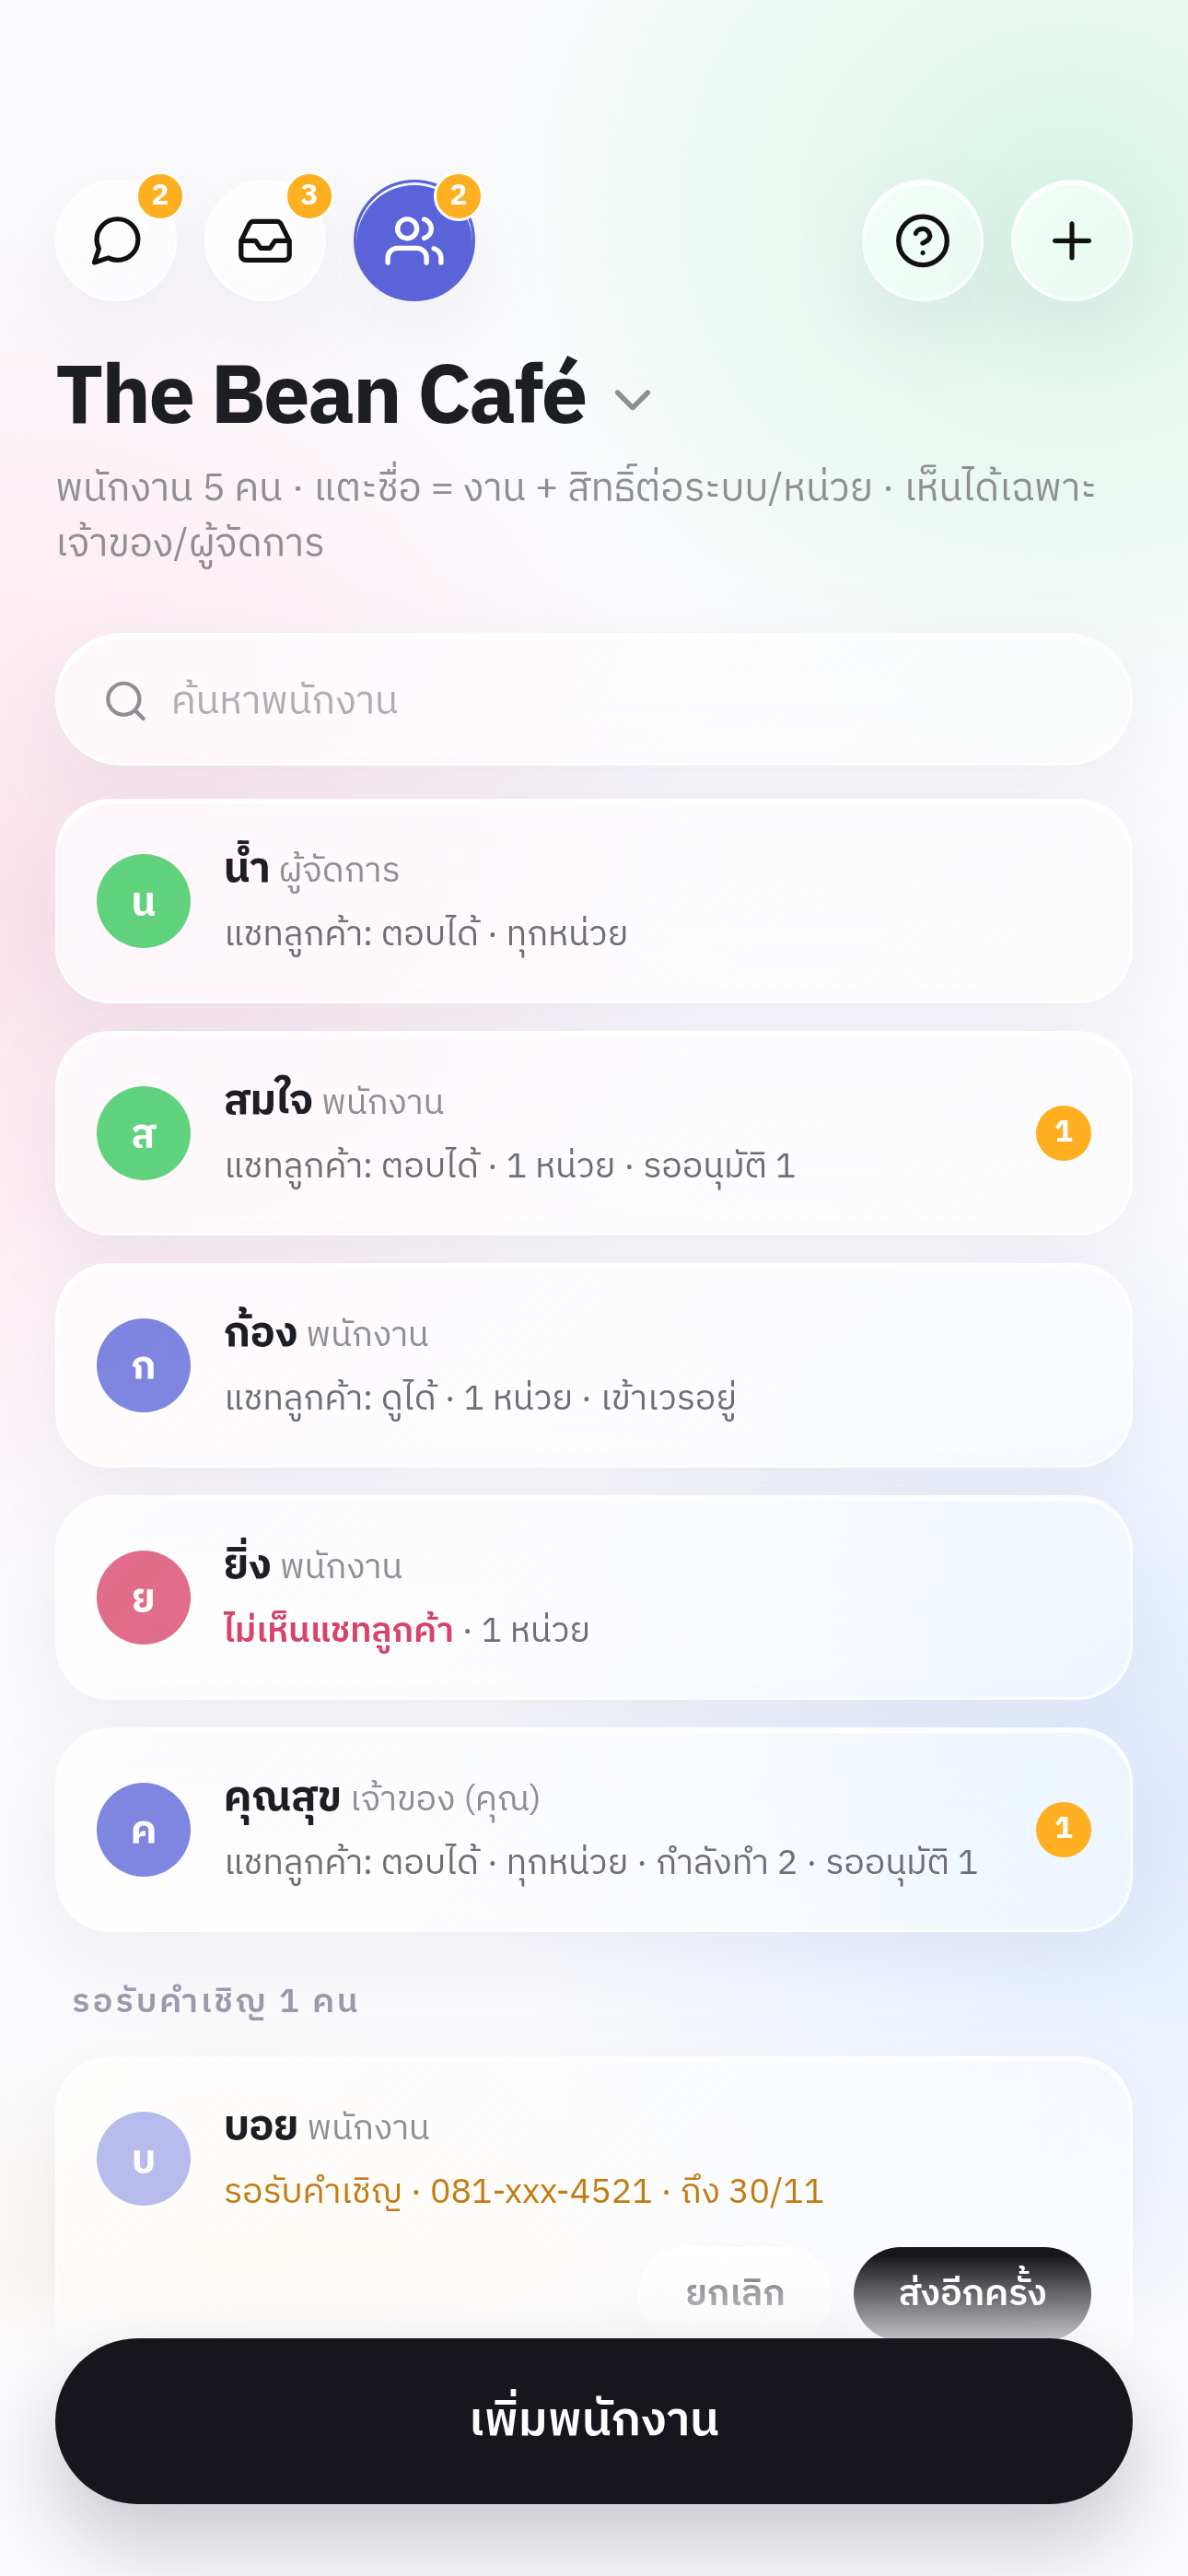 2
3
2
The Bean Café
พนักงาน 5 คน · แตะชื่อ = งาน + สิทธิ์ต่อระบบ/หน่วย · เห็นได้เฉพาะ
เจ้าของ/ผู้จัดการ
ค้นหาพนักงาน
น
น้ำ ผู้จัดการ
แชทลูกค้า: ตอบได้ · ทุกหน่วย
ส
สมใจ พนักงาน
แชทลูกค้า: ตอบได้ · 1 หน่วย · รออนุมัติ 1
1
ก
ก้อง พนักงาน
แชทลูกค้า: ดูได้ · 1 หน่วย · เข้าเวรอยู่
ย
ยิ่ง พนักงาน
ไม่เห็นแชทลูกค้า · 1 หน่วย
ค
คุณสุข เจ้าของ (คุณ)
แชทลูกค้า: ตอบได้ · ทุกหน่วย · กำลังทำ 2 · รออนุมัติ 1
1
รอรับคำเชิญ 1 คน
บ
บอย พนักงาน
รอรับคำเชิญ · 081-xxx-4521 · ถึง 30/11
ยกเลิก
ส่งอีกครั้ง
เพิ่มพนักงาน